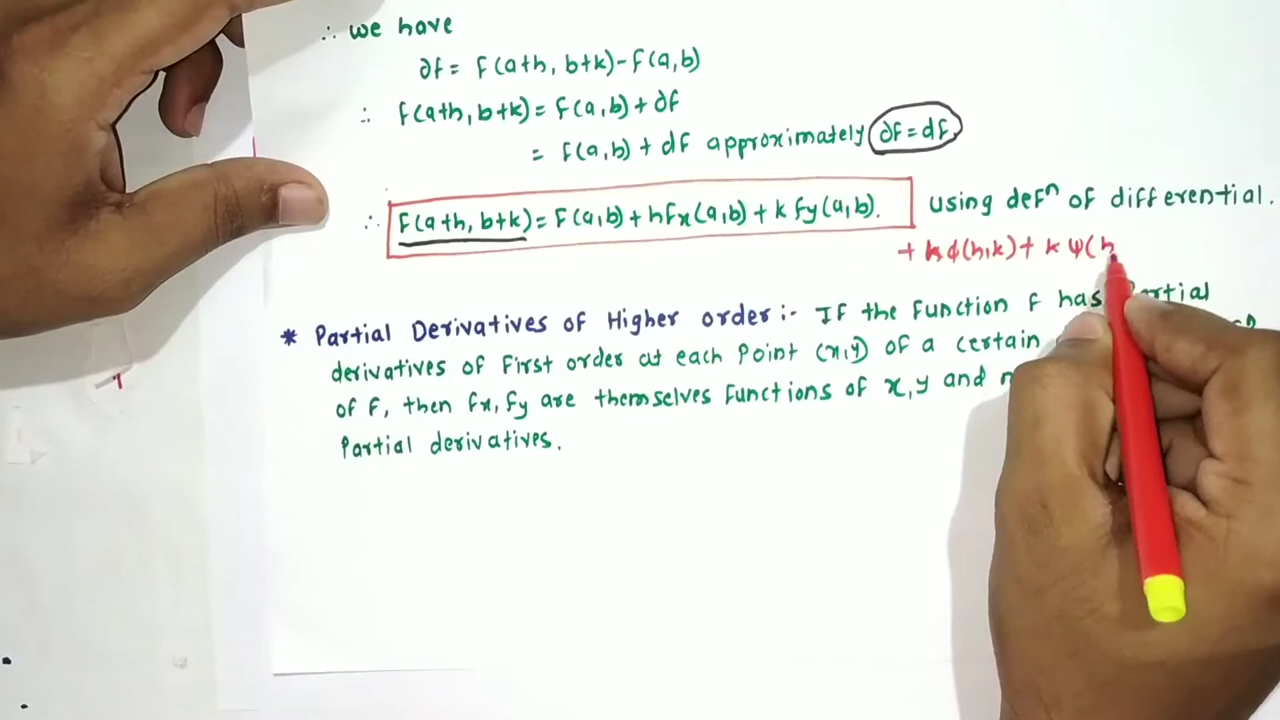 ∴ we have
∂f = f(a+h, b+k) - f(a,b)
∴ f(a+h, b+k) = f(a,b) + ∂f
= f(a,b) + df approximately ∂f = df
∴ f(a+h, b+k) = f(a,b) + hfx(a,b) + k fy(a,b). using defⁿ of differential.
+ h φ(h,k) + k ψ(h
* Partial Derivatives of Higher order :- If the function f has Partial
derivatives of first order at each Point (x,y) of a certain
of f, then fx, fy are themselves functions of x, y and
Partial derivatives.